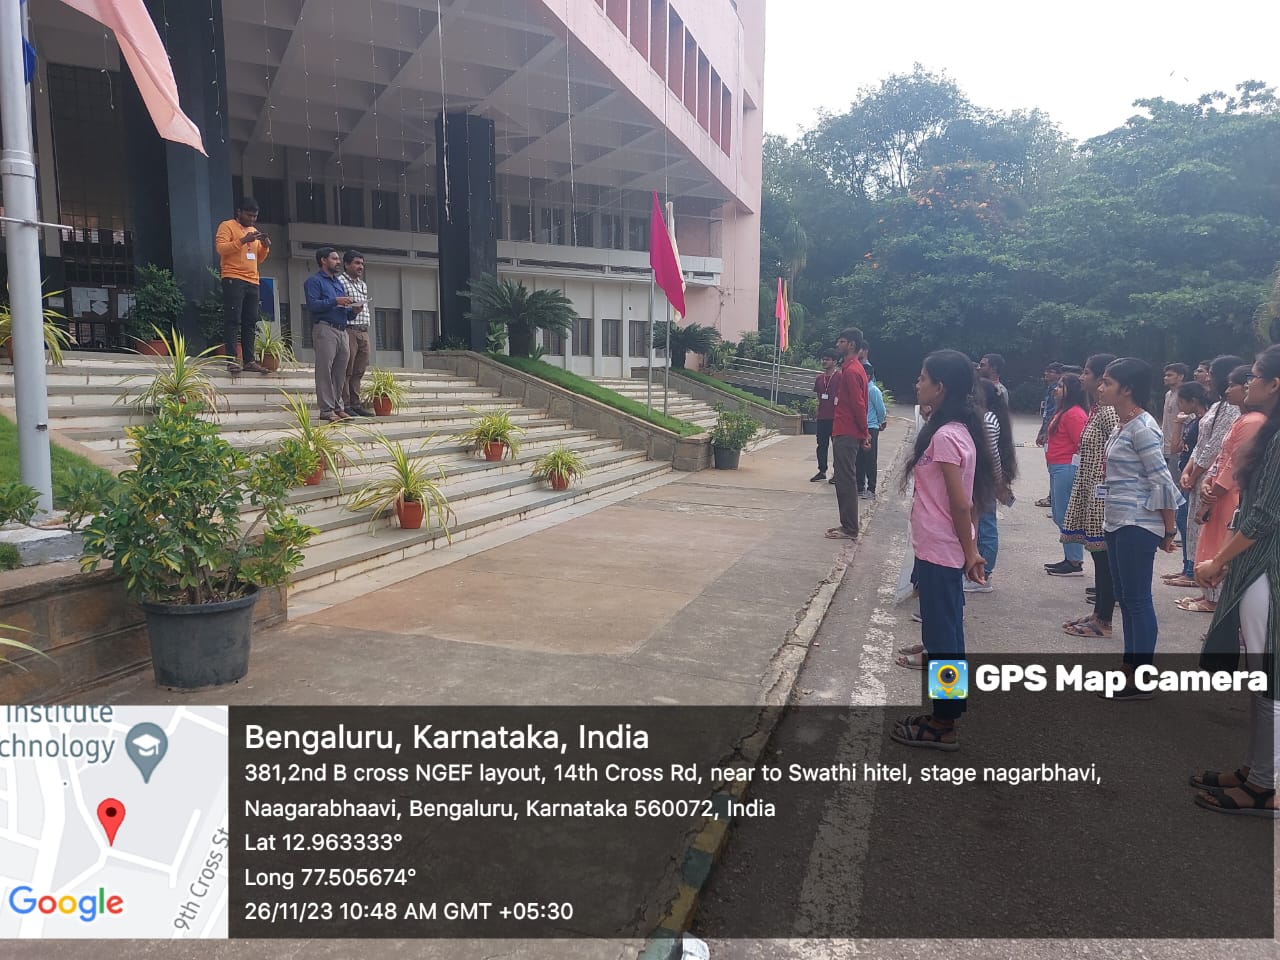 GPS Map Camera
Institute
chnology
9th Cross St
Google
Bengaluru, Karnataka, India
381,2nd B cross NGEF layout, 14th Cross Rd, near to Swathi hitel, stage nagarbhavi,
Naagarabhaavi, Bengaluru, Karnataka 560072, India
Lat 12.963333°
Long 77.505674°
26/11/23 10:48 AM GMT +05:30